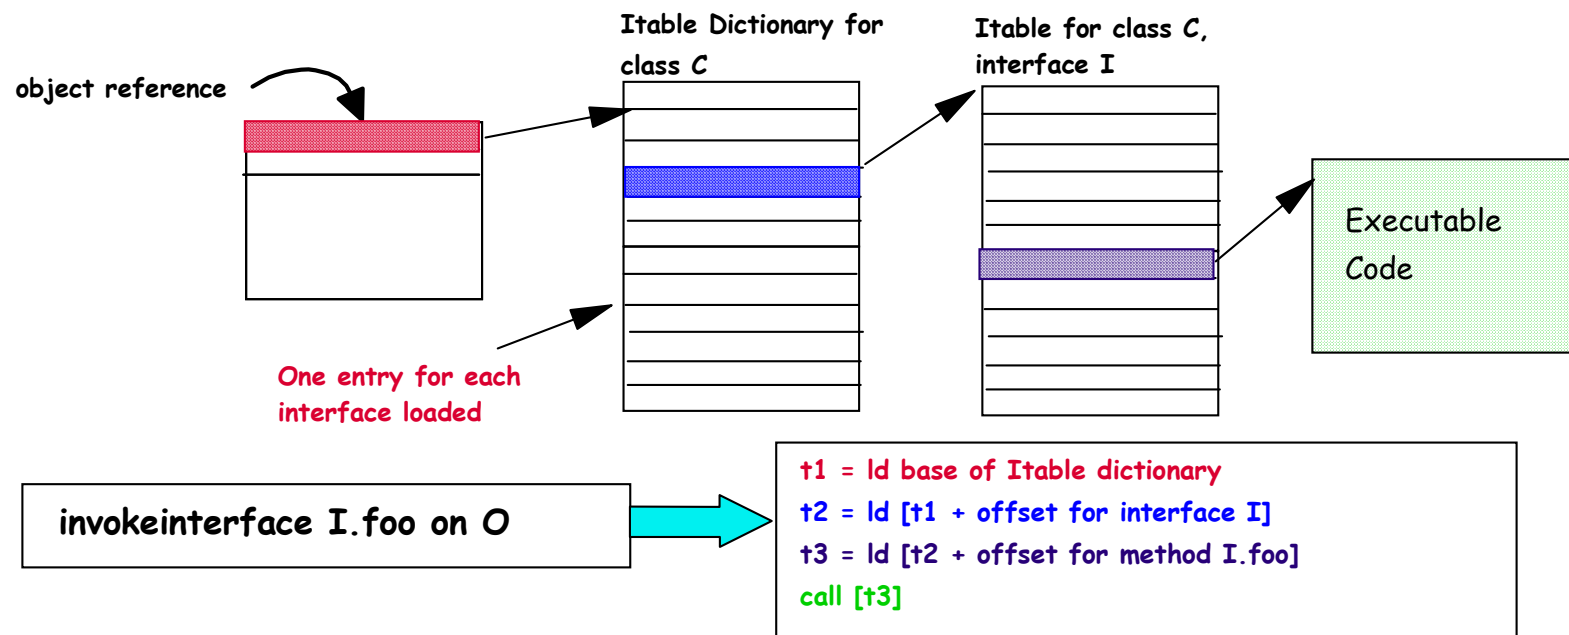 Itable Dictionary for
class C
Itable for class C,
interface I
object reference
Executable
Code
One entry for each
interface loaded
invokeinterface I.foo on O
t1 = ld base of Itable dictionary
t2 = ld [t1 + offset for interface I]
t3 = ld [t2 + offset for method I.foo]
call [t3]